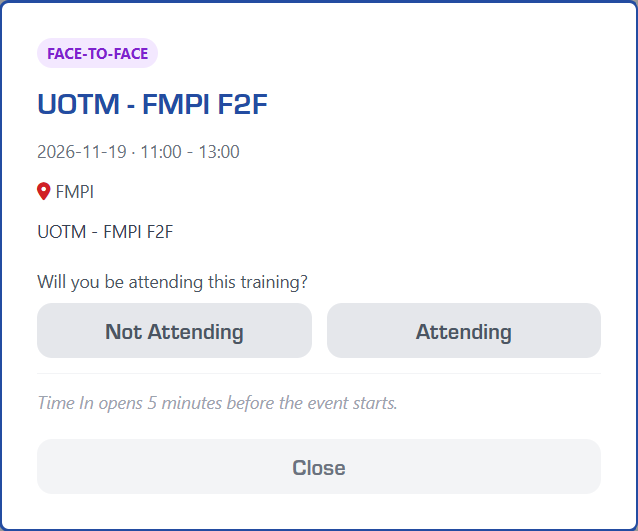 FACE-TO-FACE
UOTM - FMPI F2F
2026-11-19 · 11:00 - 13:00
FMPI
UOTM - FMPI F2F
Will you be attending this training?
Not Attending
Attending
Time In opens 5 minutes before the event starts.
Close